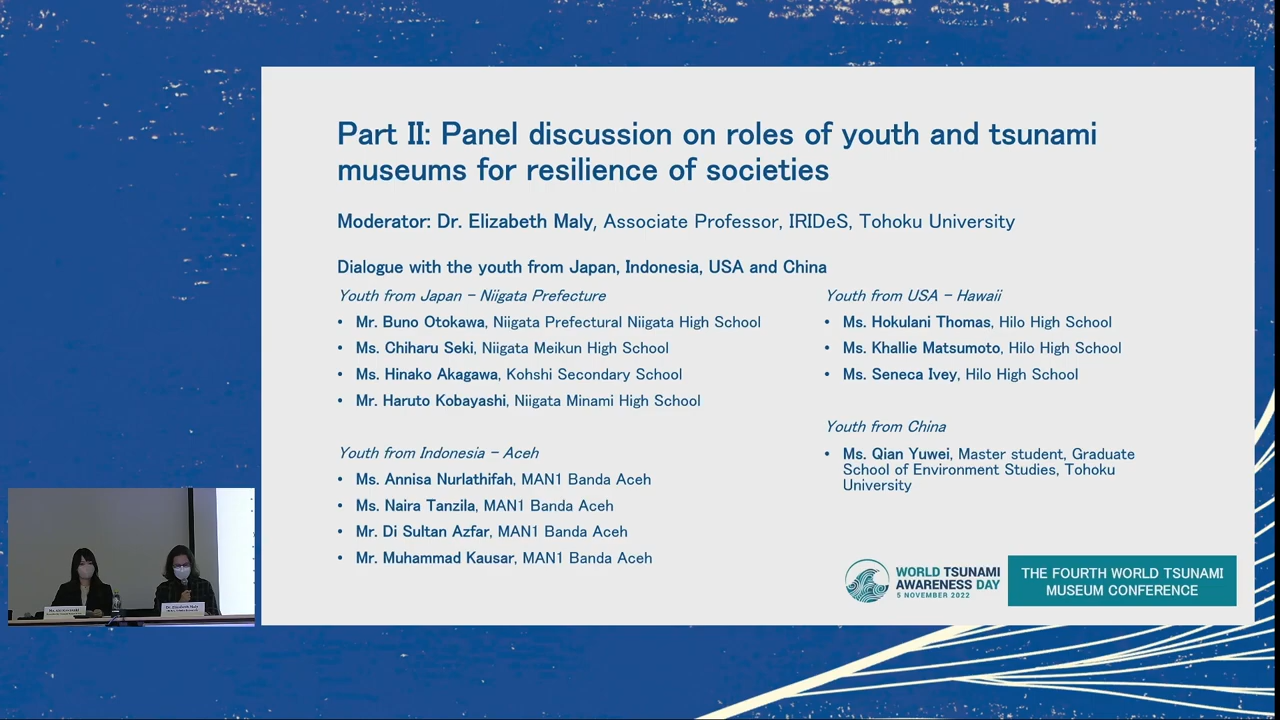 Part II: Panel discussion on roles of youth and tsunami
museums for resilience of societies
Moderator: Dr. Elizabeth Maly, Associate Professor, IRIDeS, Tohoku University
Dialogue with the youth from Japan, Indonesia, USA and China
Youth from Japan – Niigata Prefecture
• Mr. Buno Otokawa, Niigata Prefectural Niigata High School
• Ms. Chiharu Seki, Niigata Meikun High School
• Ms. Hinako Akagawa, Kohshi Secondary School
• Mr. Haruto Kobayashi, Niigata Minami High School
Youth from Indonesia – Aceh
• Ms. Annisa Nurlathifah, MAN1 Banda Aceh
• Ms. Naira Tanzila, MAN1 Banda Aceh
• Mr. Di Sultan Azfar, MAN1 Banda Aceh
• Mr. Muhammad Kausar, MAN1 Banda Aceh
Youth from USA – Hawaii
• Ms. Hokulani Thomas, Hilo High School
• Ms. Khallie Matsumoto, Hilo High School
• Ms. Seneca Ivey, Hilo High School
Youth from China
• Ms. Qian Yuwei, Master student, Graduate
School of Environment Studies, Tohoku
University
WORLD TSUNAMI
AWARENESS DAY
5 NOVEMBER 2022
THE FOURTH WORLD TSUNAMI
MUSEUM CONFERENCE
Dr. Elizabeth Maly